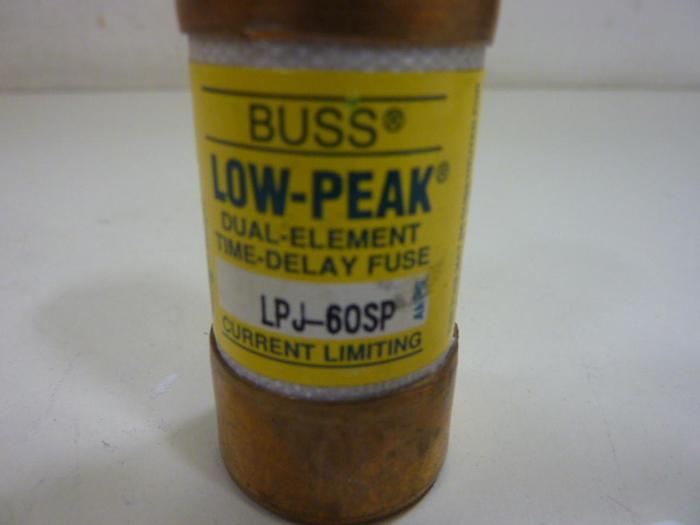 BUSS®
LOW-PEAK®
DUAL-ELEMENT
TIME-DELAY FUSE
LPJ-60SP
CURRENT LIMITING